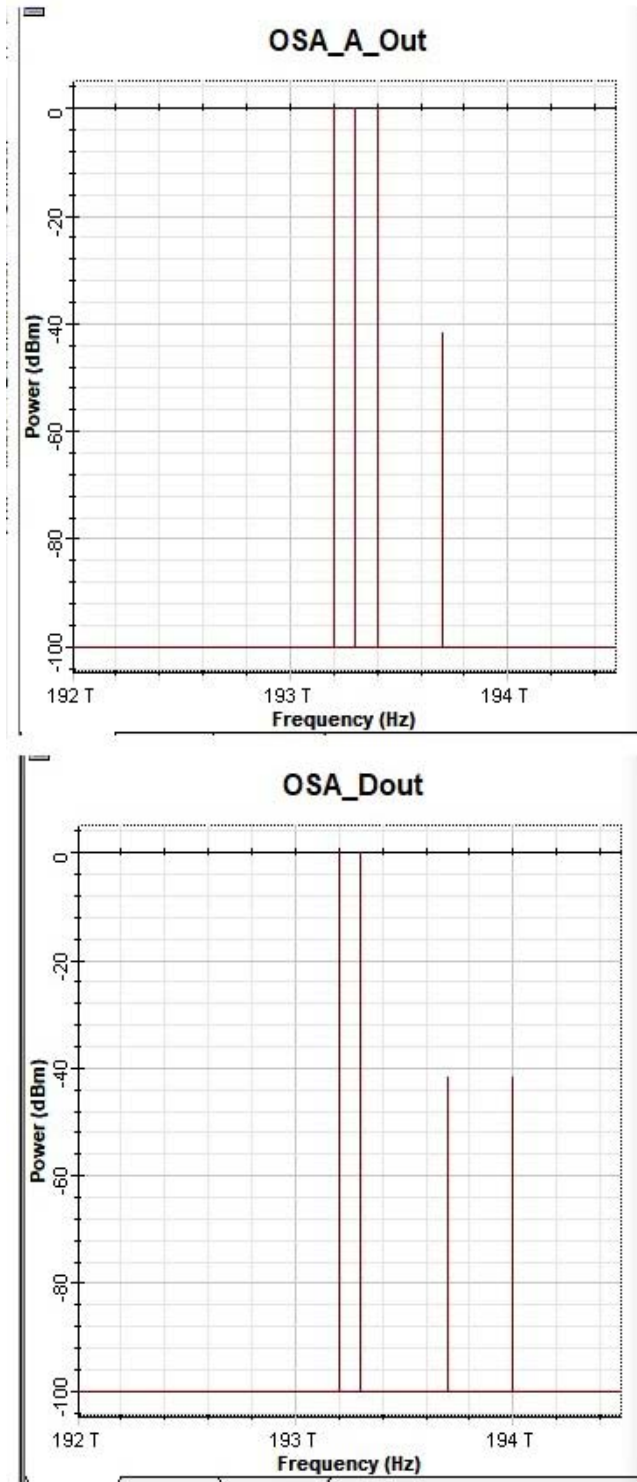 OSA_A_Out
0
-20
-40
-60
-80
-100
Power (dBm)
192 T 193 T 194 T
Frequency (Hz)
OSA_Dout
0
-20
-40
-60
-80
-100
Power (dBm)
192 T 193 T 194 T
Frequency (Hz)